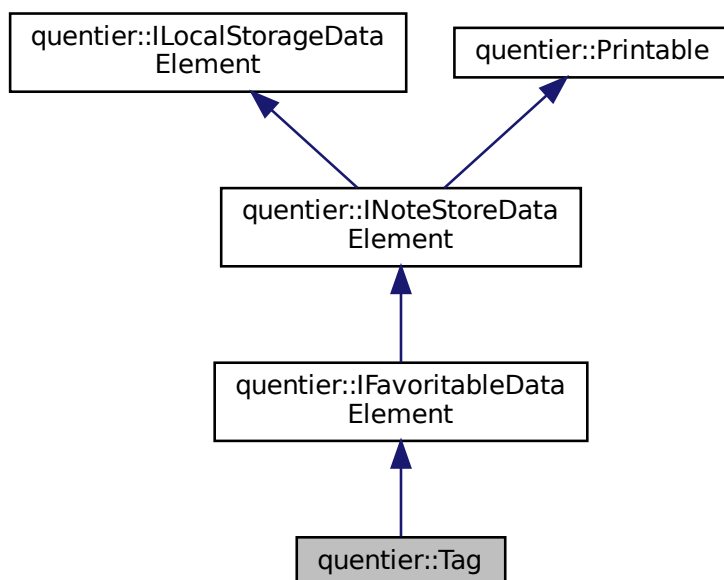 quentier::ILocalStorageData
Element
quentier::Printable
quentier::INoteStoreData
Element
quentier::IFavoritableData
Element
quentier::Tag